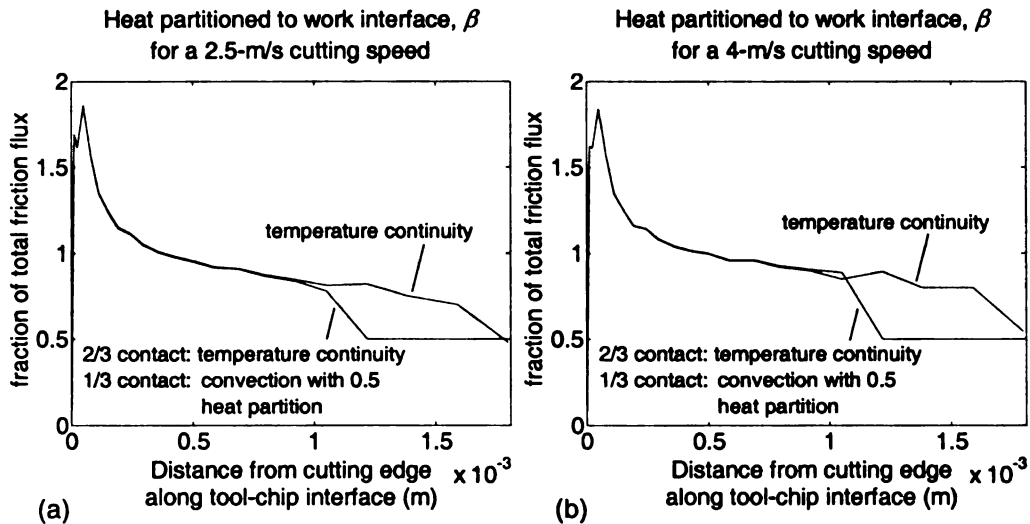 Heat partitioned to work interface, β
for a 2.5-m/s cutting speed
2
1.5
1
0.5
0
fraction of total friction flux
temperature continuity
2/3 contact: temperature continuity
1/3 contact: convection with 0.5
heat partition
0 0.5 1 1.5
Distance from cutting edge x 10⁻³
along tool-chip interface (m)
(a)
Heat partitioned to work interface, β
for a 4-m/s cutting speed
2
1.5
1
0.5
0
fraction of total friction flux
temperature continuity
2/3 contact: temperature continuity
1/3 contact: convection with 0.5
heat partition
0 0.5 1 1.5
Distance from cutting edge x 10⁻³
along tool-chip interface (m)
(b)